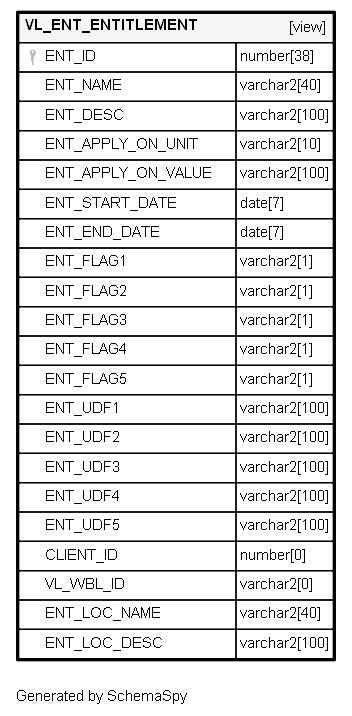 VL_ENT_ENTITLEMENT [view]
ENT_ID number[38]
ENT_NAME varchar2[40]
ENT_DESC varchar2[100]
ENT_APPLY_ON_UNIT varchar2[10]
ENT_APPLY_ON_VALUE varchar2[100]
ENT_START_DATE date[7]
ENT_END_DATE date[7]
ENT_FLAG1 varchar2[1]
ENT_FLAG2 varchar2[1]
ENT_FLAG3 varchar2[1]
ENT_FLAG4 varchar2[1]
ENT_FLAG5 varchar2[1]
ENT_UDF1 varchar2[100]
ENT_UDF2 varchar2[100]
ENT_UDF3 varchar2[100]
ENT_UDF4 varchar2[100]
ENT_UDF5 varchar2[100]
CLIENT_ID number[0]
VL_WBL_ID varchar2[0]
ENT_LOC_NAME varchar2[40]
ENT_LOC_DESC varchar2[100]
Generated by SchemaSpy